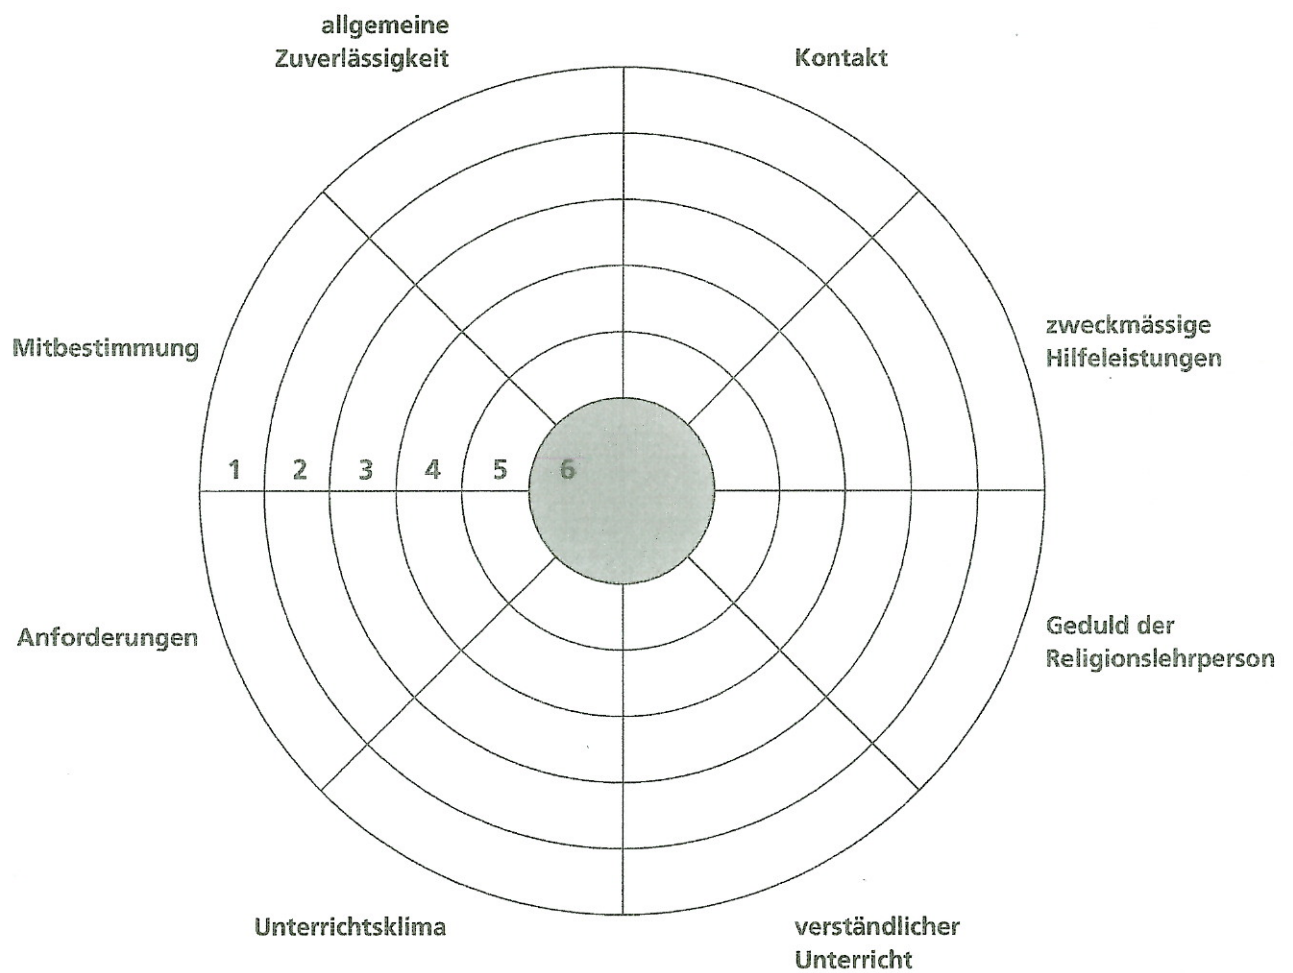 allgemeine
Zuverlässigkeit
Kontakt
Mitbestimmung
zweckmässige
Hilfeleistungen
1 2 3 4 5 6
Anforderungen
Geduld der
Religionslehrperson
Unterrichtsklima
verständlicher
Unterricht